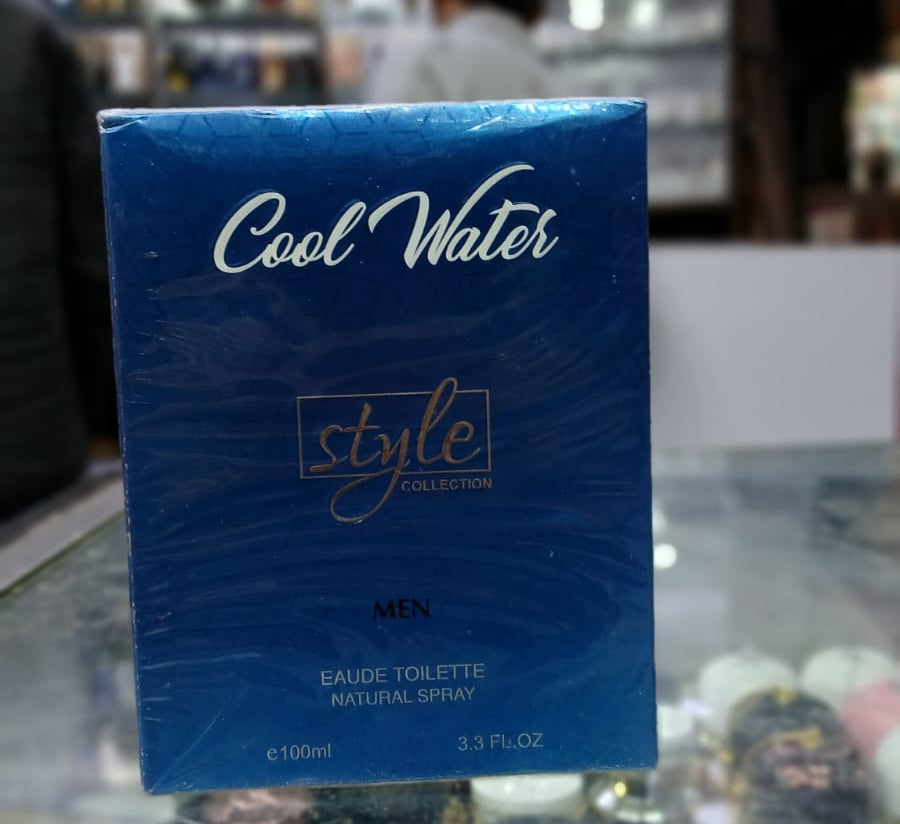 Cool Water
style
COLLECTION
MEN
EAUDE TOILETTE
NATURAL SPRAY
e100ml 3.3 FL.OZ